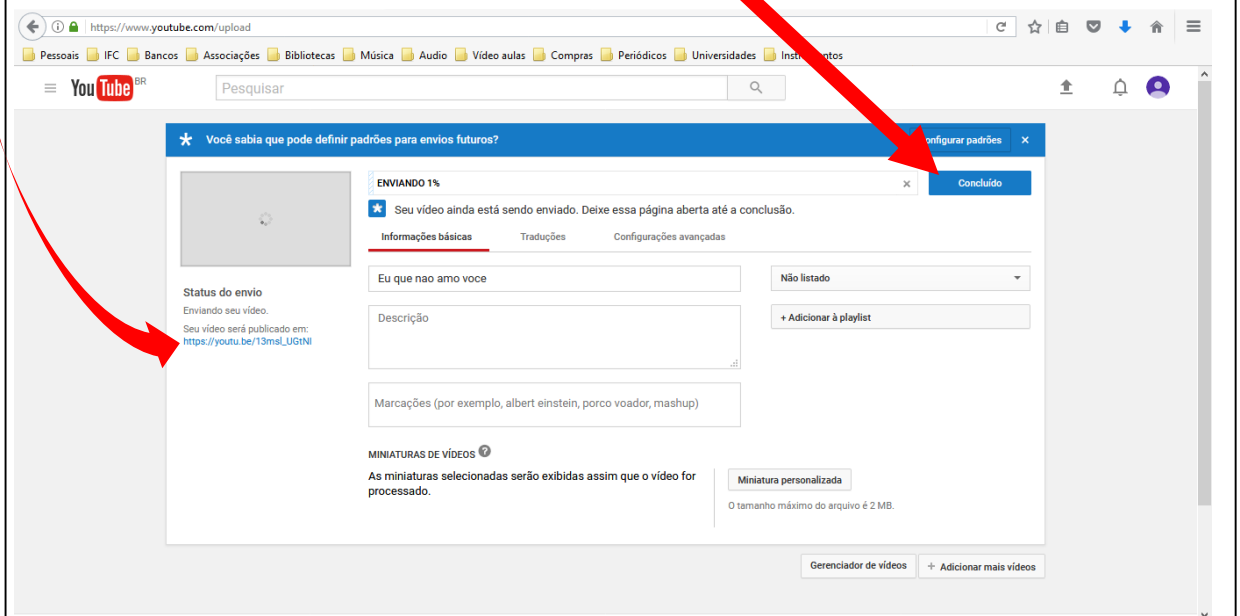 https://www.youtube.com/upload
Pessoais IFC Bancos Associações Bibliotecas Música Audio Vídeo aulas Compras Periódicos Universidades
YouTube BR
Pesquisar
Você sabia que pode definir padrões para envios futuros?
onfigurar padrões
ENVIANDO 1%
Concluído
Seu vídeo ainda está sendo enviado. Deixe essa página aberta até a conclusão.
Informações básicas Traduções Configurações avançadas
Eu que nao amo voce
Não listado
Status do envio
Enviando seu vídeo.
Seu vídeo será publicado em:
https://youtu.be/13msl_UGtNI
Descrição
+ Adicionar à playlist
Marcações (por exemplo, albert einstein, porco voador, mashup)
MINIATURAS DE VÍDEOS ?
As miniaturas selecionadas serão exibidas assim que o vídeo for
processado.
Miniatura personalizada
O tamanho máximo do arquivo é 2 MB.
Gerenciador de vídeos
+ Adicionar mais vídeos